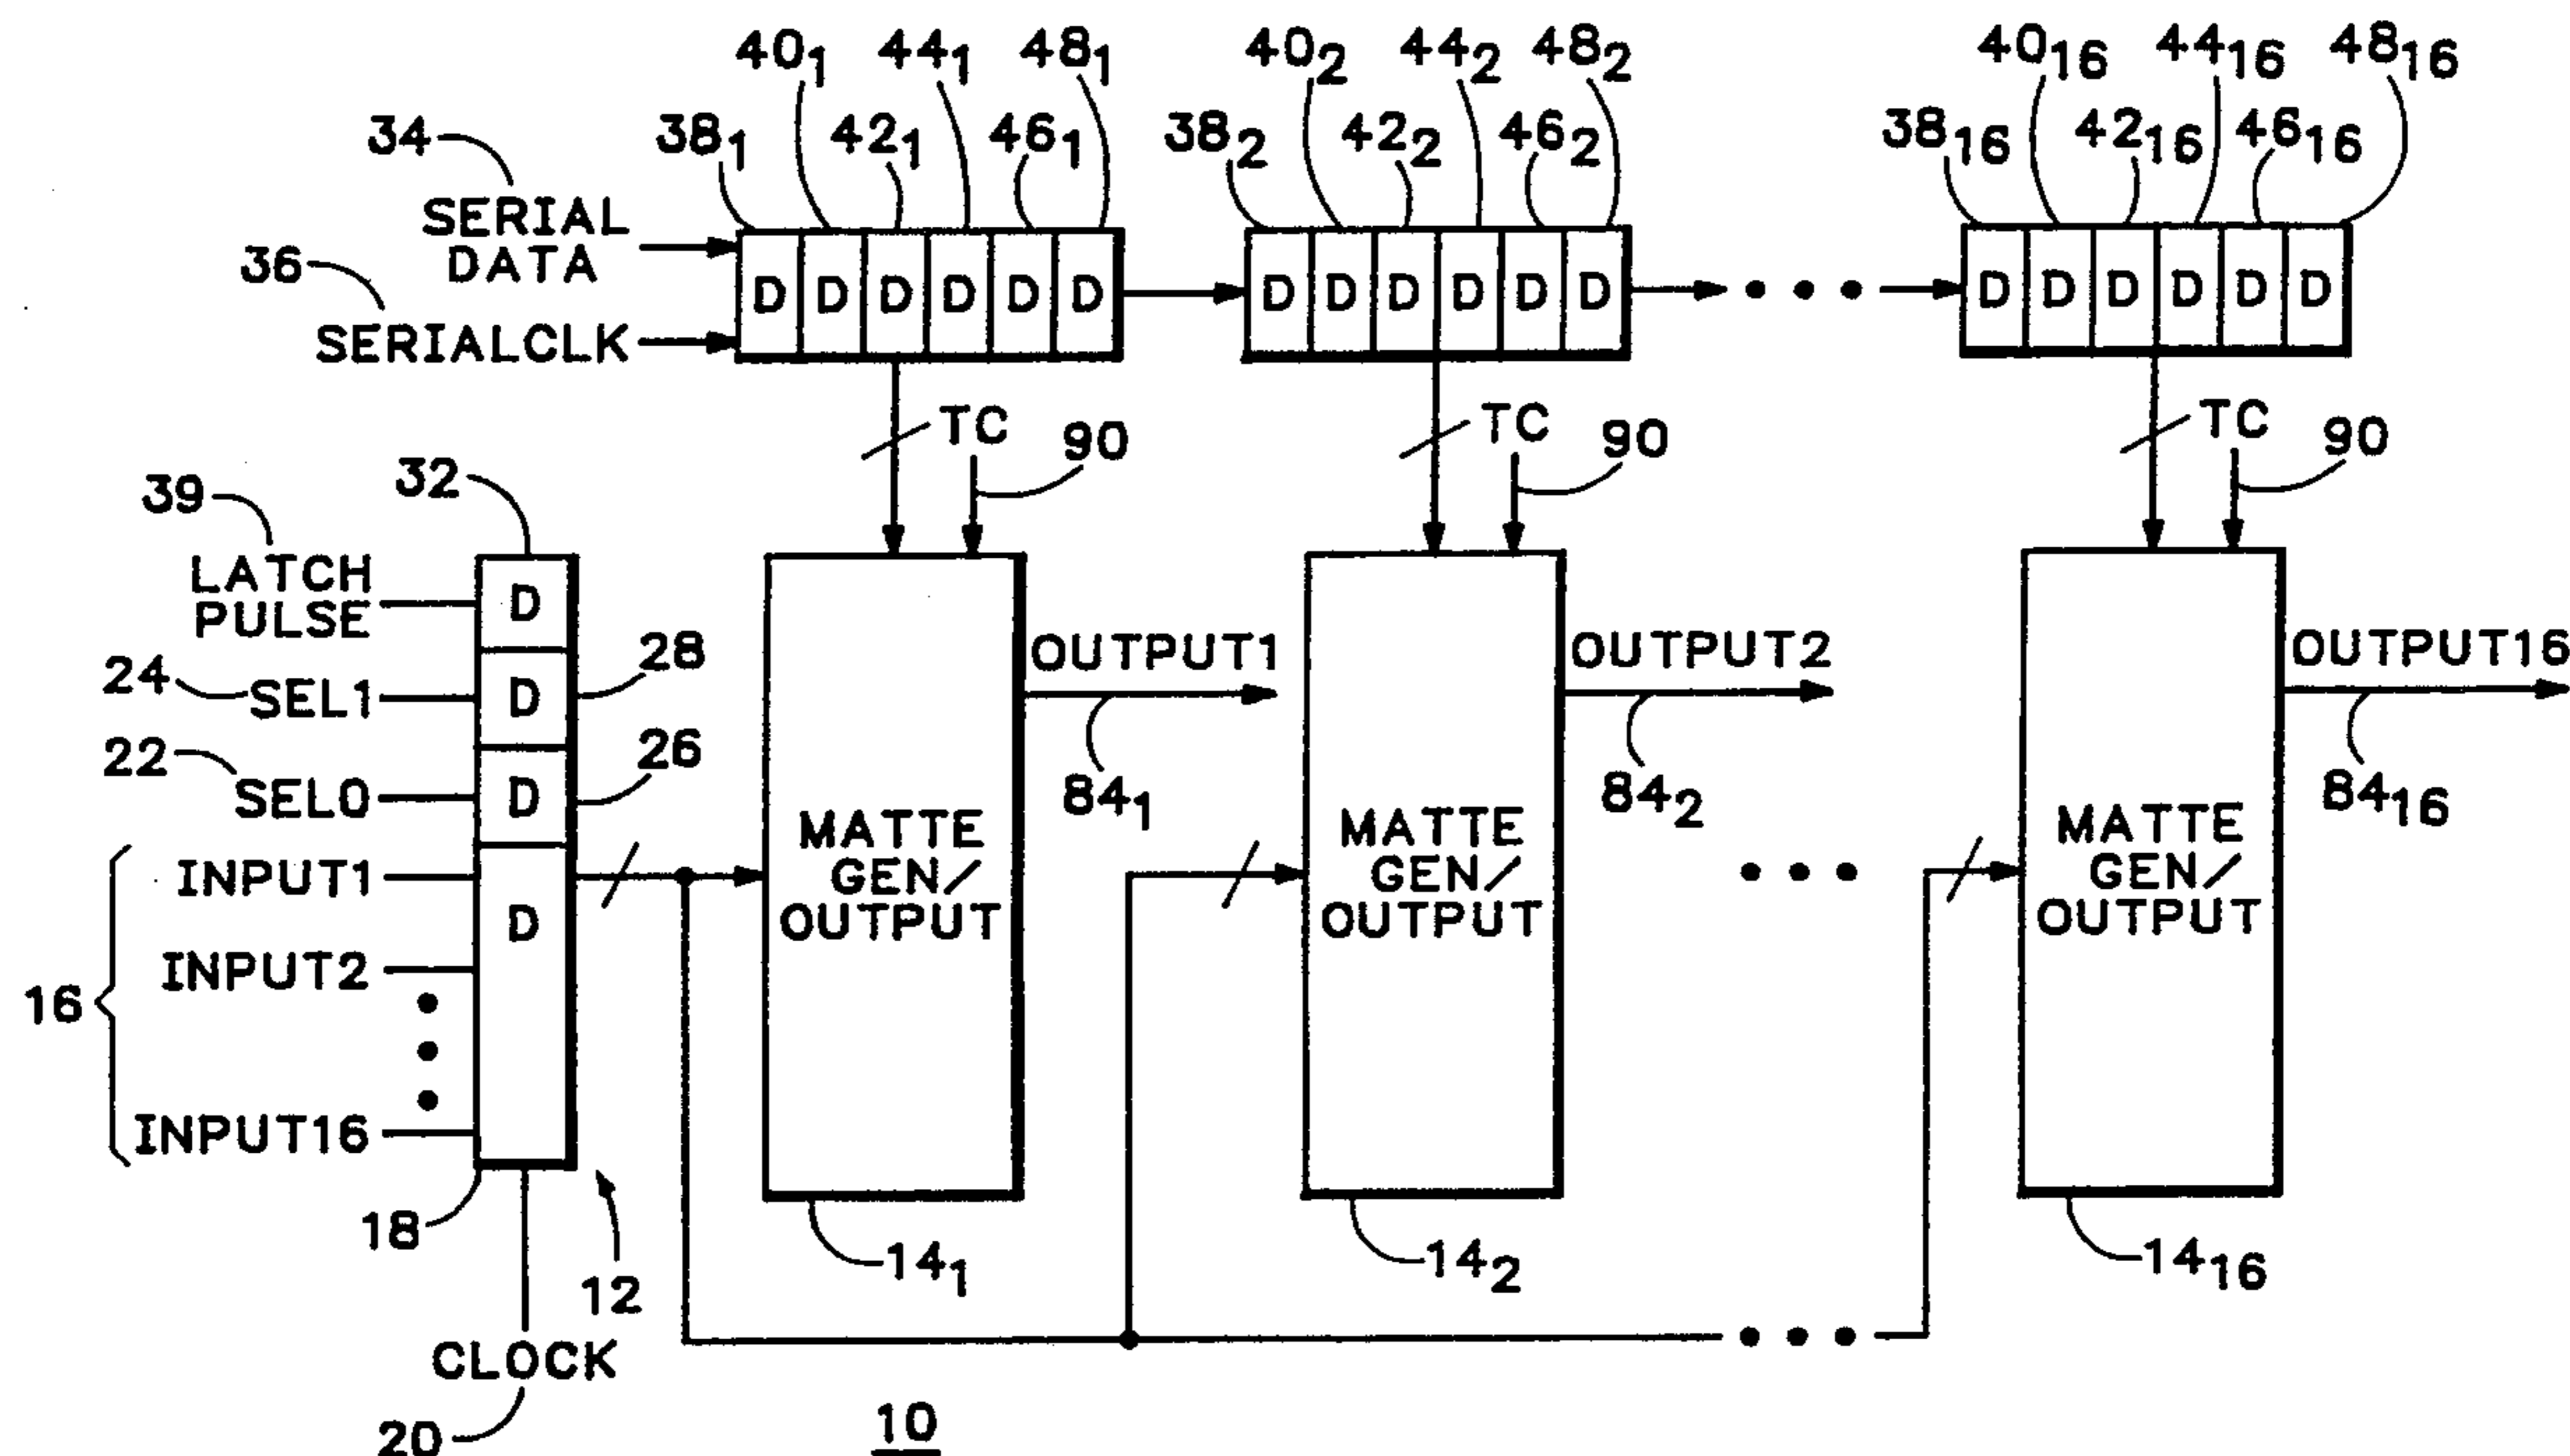 40₁ 44₁ 48₁ 40₂ 44₂ 48₂ 40₁₆ 44₁₆ 48₁₆
34 38₁ 42₁ 46₁ 38₂ 42₂ 46₂ 38₁₆ 42₁₆ 46₁₆
SERIAL
DATA
36
SERIALCLK
D D D D D D
D D D D D D
D D D D D D
TC 90
TC 90
TC 90
39 32
LATCH
PULSE
D
24 SEL1 D 28
22 SEL0 D 26
16
INPUT1
D
INPUT2
INPUT16
18
12
CLOCK
20
MATTE
GEN/
OUTPUT
OUTPUT1
84₁
14₁
MATTE
GEN/
OUTPUT
OUTPUT2
84₂
14₂
MATTE
GEN/
OUTPUT
OUTPUT16
84₁₆
14₁₆
10